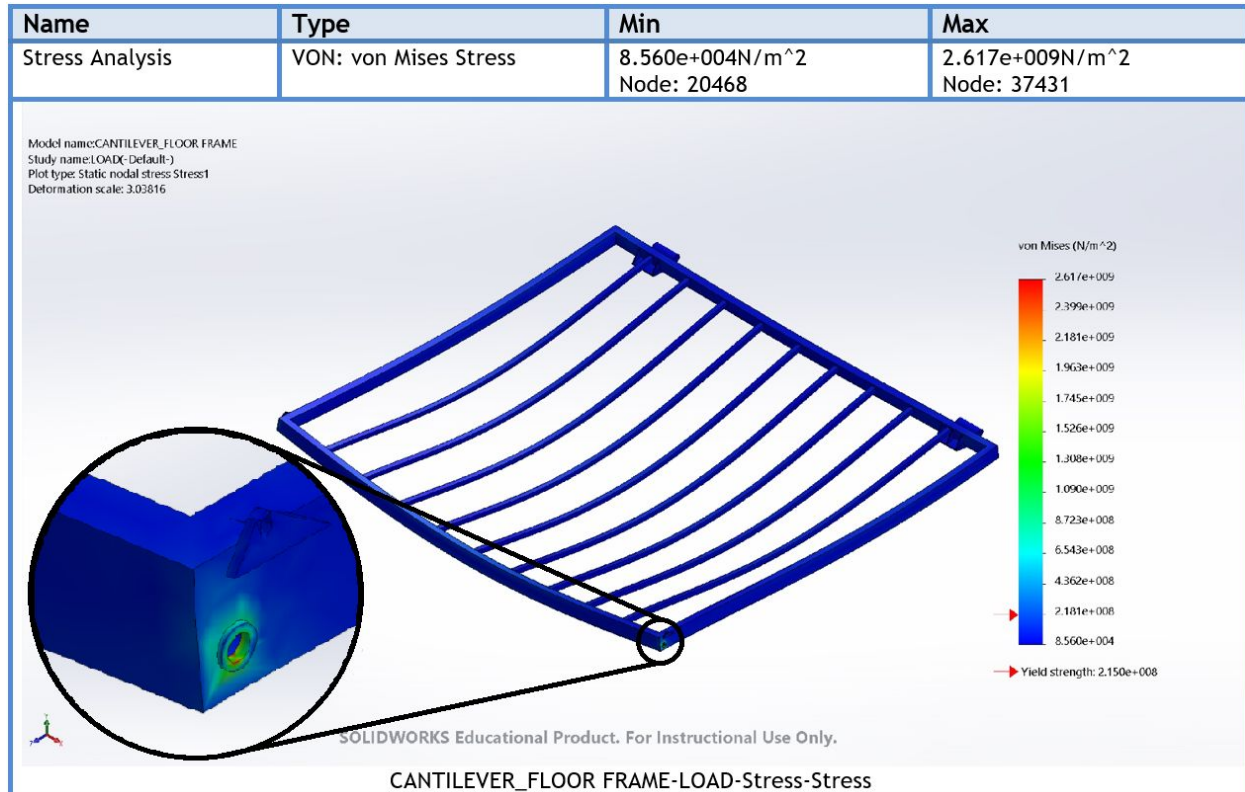 Name Type Min Max
Stress Analysis VON: von Mises Stress 8.560e+004N/m^2 2.617e+009N/m^2
Node: 20468 Node: 37431
Model name:CANTILEVER_FLOOR FRAME
Study name:LOAD(-Default-)
Plot type: Static nodal stress Stress1
Deformation scale: 3.03816
von Mises (N/m^2)
2.617e+009
2.399e+009
2.181e+009
1.963e+009
1.745e+009
1.526e+009
1.308e+009
1.090e+009
8.723e+008
6.543e+008
4.362e+008
2.181e+008
8.560e+004
Yield strength: 2.150e+008
SOLIDWORKS Educational Product. For Instructional Use Only.
CANTILEVER_FLOOR FRAME-LOAD-Stress-Stress